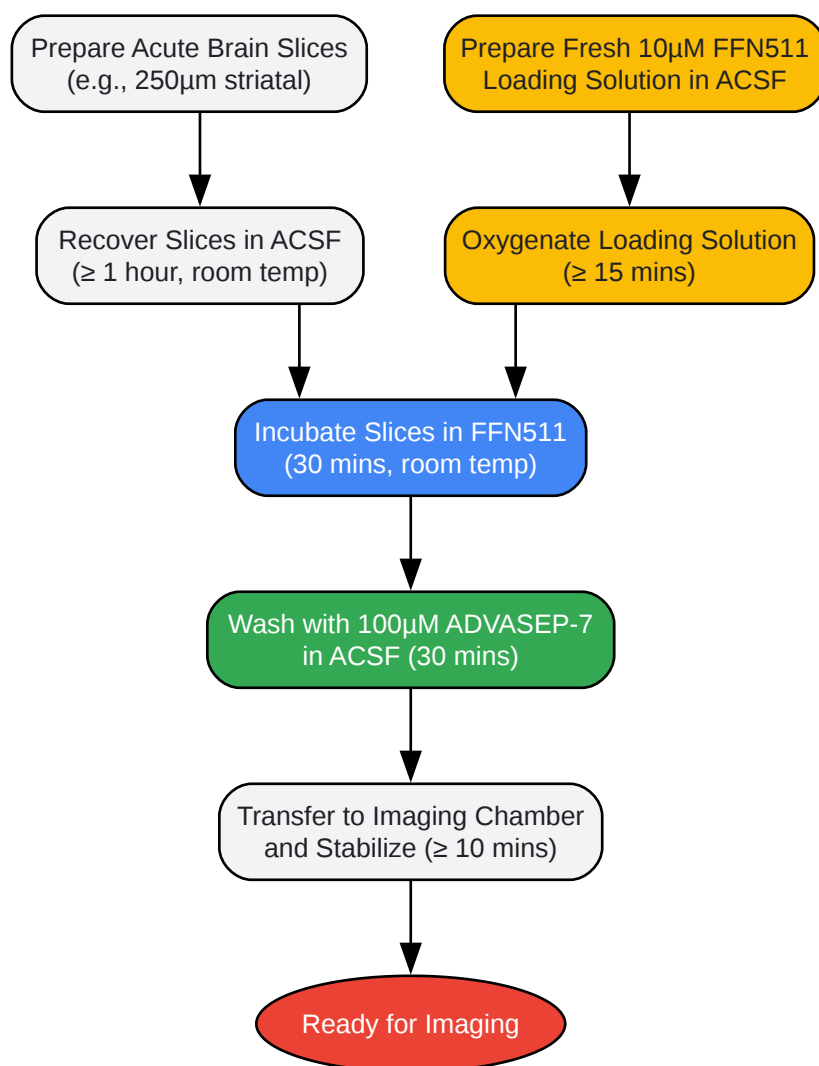 Prepare Acute Brain Slices
(e.g., 250µm striatal)
Prepare Fresh 10µM FFN511
Loading Solution in ACSF
Recover Slices in ACSF
(≥ 1 hour, room temp)
Oxygenate Loading Solution
(≥ 15 mins)
Incubate Slices in FFN511
(30 mins, room temp)
Wash with 100µM ADVASEP-7
in ACSF (30 mins)
Transfer to Imaging Chamber
and Stabilize (≥ 10 mins)
Ready for Imaging